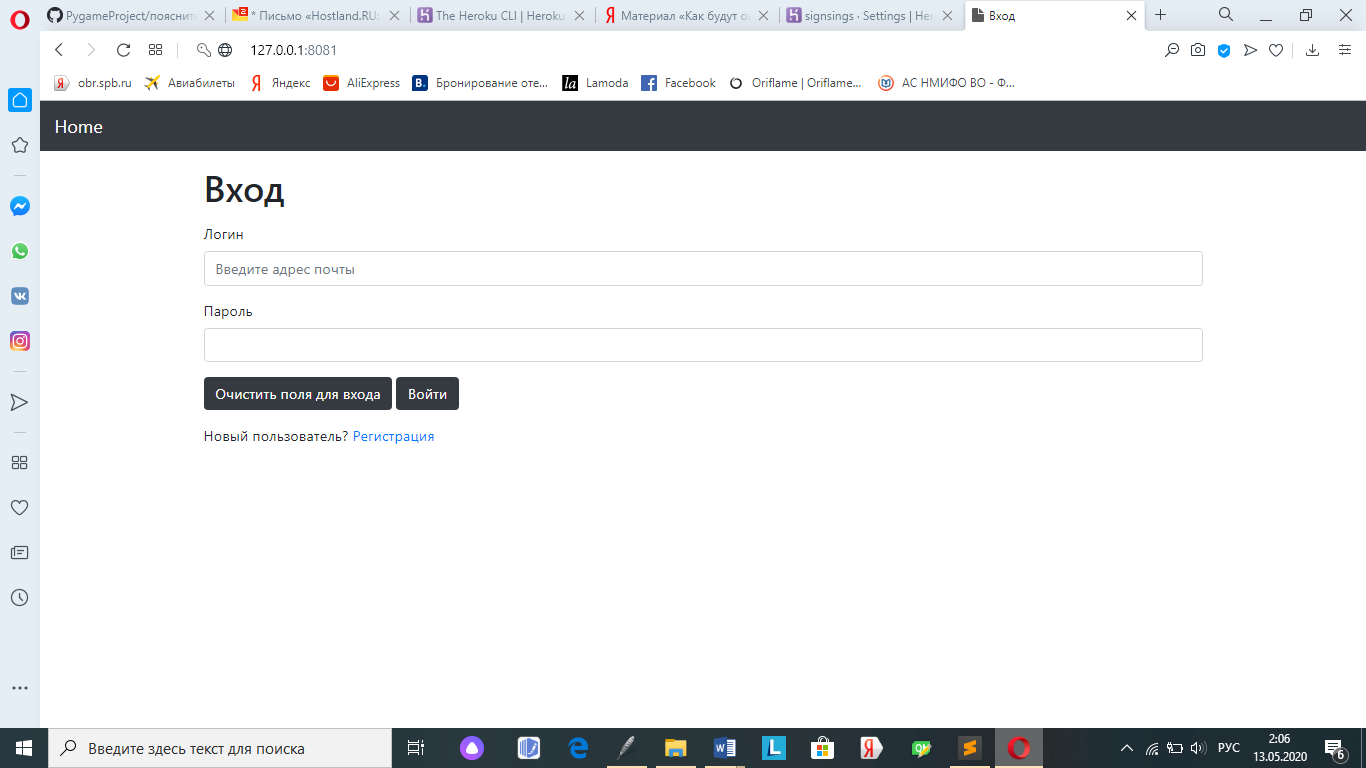 PygameProject/пояснит
* Письмо «Hostland.RU:
The Heroku CLI | Heroku
Материал «Как будут оц
signsings · Settings | Her
Вход
127.0.0.1:8081
obr.spb.ru
Авиабилеты
Яндекс
AliExpress
Бронирование оте...
Lamoda
Facebook
Oriflame | Oriflame...
АС НМИФО ВО - Ф...
Home
Вход
Логин
Введите адрес почты
Пароль
Очистить поля для входа
Войти
Новый пользователь? Регистрация
Введите здесь текст для поиска
РУС
2:06
13.05.2020
6